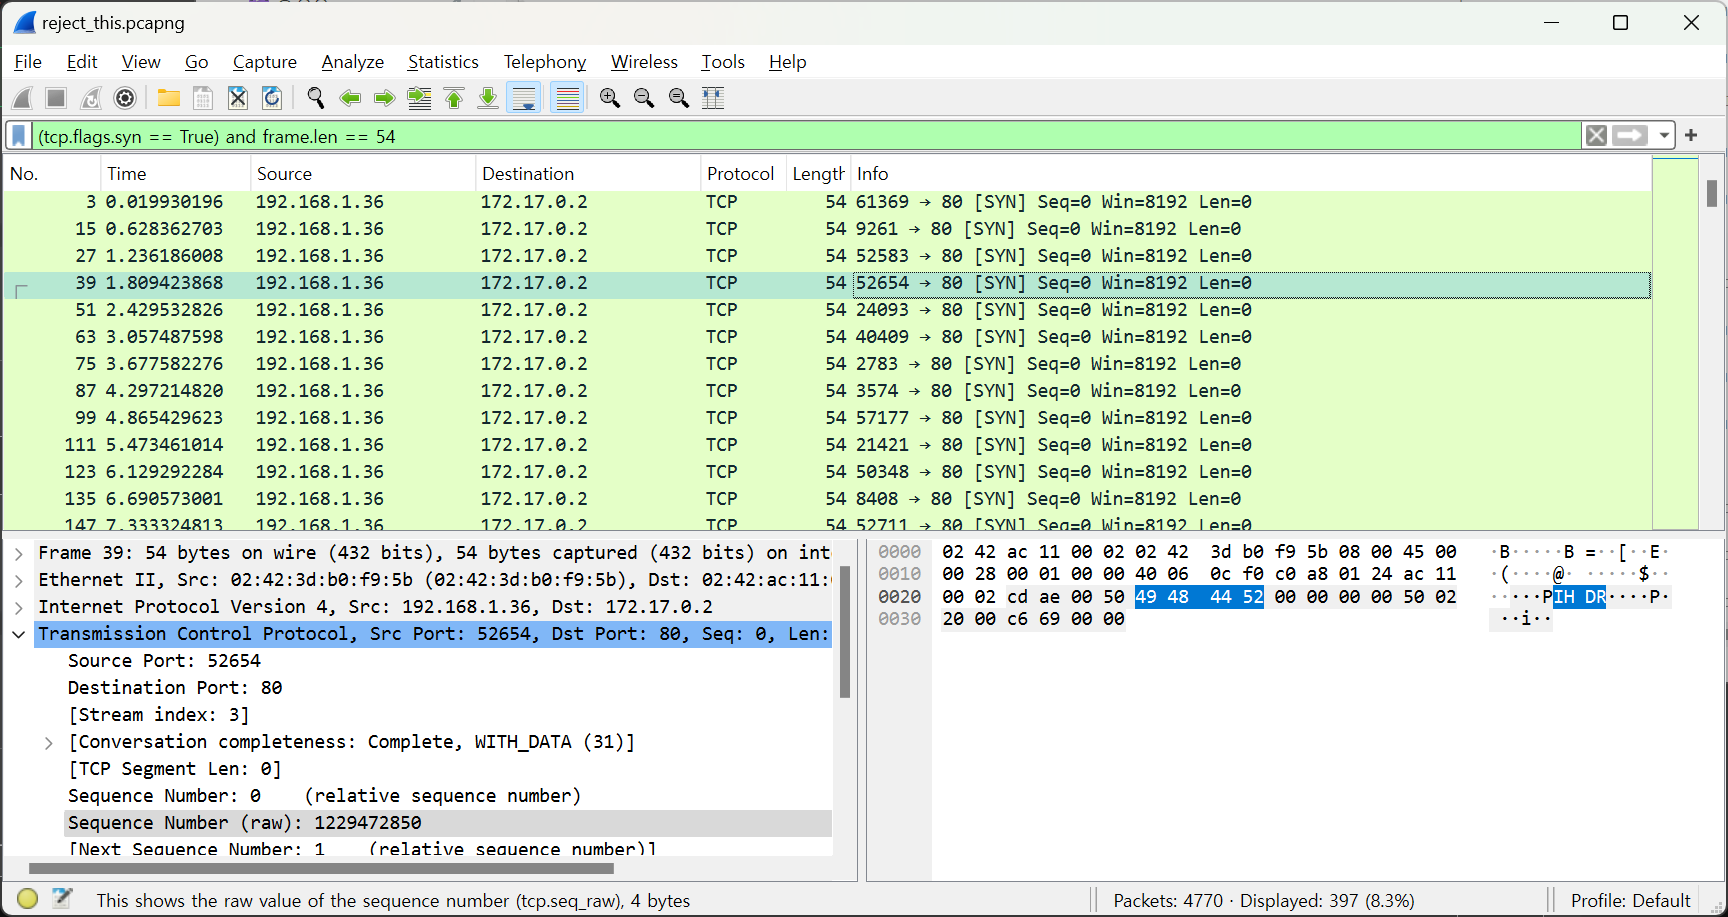 reject_this.pcapng
File Edit View Go Capture Analyze Statistics Telephony Wireless Tools Help
(tcp.flags.syn == True) and frame.len == 54
No. Time Source Destination Protocol Length Info
3 0.019930196 192.168.1.36 172.17.0.2 TCP 54 61369 → 80 [SYN] Seq=0 Win=8192 Len=0
15 0.628362703 192.168.1.36 172.17.0.2 TCP 54 9261 → 80 [SYN] Seq=0 Win=8192 Len=0
27 1.236186008 192.168.1.36 172.17.0.2 TCP 54 52583 → 80 [SYN] Seq=0 Win=8192 Len=0
39 1.809423868 192.168.1.36 172.17.0.2 TCP 54 52654 → 80 [SYN] Seq=0 Win=8192 Len=0
51 2.429532826 192.168.1.36 172.17.0.2 TCP 54 24093 → 80 [SYN] Seq=0 Win=8192 Len=0
63 3.057487598 192.168.1.36 172.17.0.2 TCP 54 40409 → 80 [SYN] Seq=0 Win=8192 Len=0
75 3.677582276 192.168.1.36 172.17.0.2 TCP 54 2783 → 80 [SYN] Seq=0 Win=8192 Len=0
87 4.297214820 192.168.1.36 172.17.0.2 TCP 54 3574 → 80 [SYN] Seq=0 Win=8192 Len=0
99 4.865429623 192.168.1.36 172.17.0.2 TCP 54 57177 → 80 [SYN] Seq=0 Win=8192 Len=0
111 5.473461014 192.168.1.36 172.17.0.2 TCP 54 21421 → 80 [SYN] Seq=0 Win=8192 Len=0
123 6.129292284 192.168.1.36 172.17.0.2 TCP 54 50348 → 80 [SYN] Seq=0 Win=8192 Len=0
135 6.690573001 192.168.1.36 172.17.0.2 TCP 54 8408 → 80 [SYN] Seq=0 Win=8192 Len=0
147 7.333324813 192.168.1.36 172.17.0.2 TCP 54 52711 → 80 [SYN] Seq=0 Win=8192 Len=0
Frame 39: 54 bytes on wire (432 bits), 54 bytes captured (432 bits) on int
Ethernet II, Src: 02:42:3d:b0:f9:5b (02:42:3d:b0:f9:5b), Dst: 02:42:ac:11:
Internet Protocol Version 4, Src: 192.168.1.36, Dst: 172.17.0.2
Transmission Control Protocol, Src Port: 52654, Dst Port: 80, Seq: 0, Len:
Source Port: 52654
Destination Port: 80
[Stream index: 3]
[Conversation completeness: Complete, WITH_DATA (31)]
[TCP Segment Len: 0]
Sequence Number: 0 (relative sequence number)
Sequence Number (raw): 1229472850
[Next Sequence Number: 1 (relative sequence number)]
0000 02 42 ac 11 00 02 02 42 3d b0 f9 5b 08 00 45 00 ·B·····B =··[··E·
0010 00 28 00 01 00 00 40 06 0c f0 c0 a8 01 24 ac 11 ·(····@· ·····$··
0020 00 02 cd ae 00 50 49 48 44 52 00 00 00 00 50 02 ·····PIH DR····P·
0030 20 00 c6 69 00 00 ··i··
This shows the raw value of the sequence number (tcp.seq_raw), 4 bytes
Packets: 4770 · Displayed: 397 (8.3%)
Profile: Default